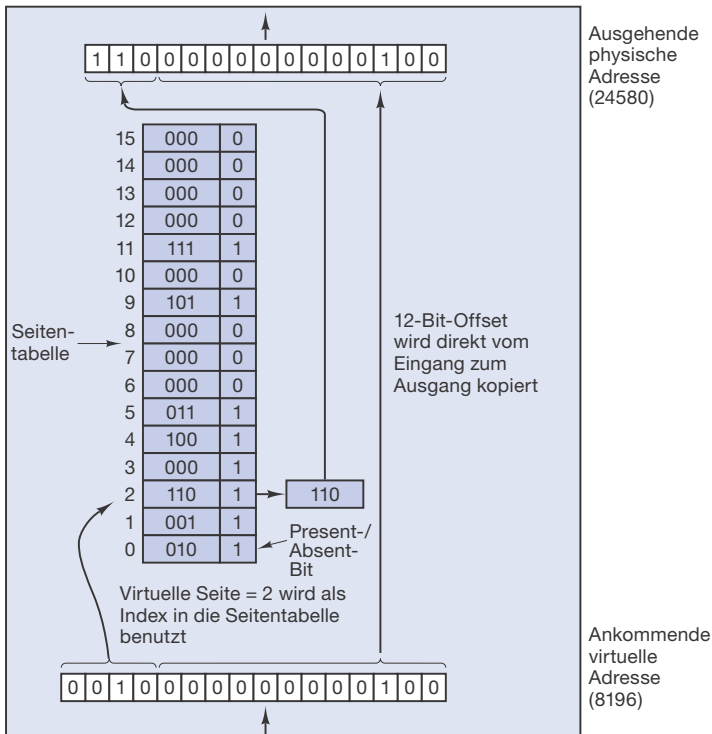 Ausgehende
physische
Adresse
(24580)
1 1 0 0 0 0 0 0 0 0 0 0 1 0 0
15 000 0
14 000 0
13 000 0
12 000 0
11 111 1
10 000 0
9 101 1
8 000 0
7 000 0
6 000 0
5 011 1
4 100 1
3 000 1
2 110 1 110
1 001 1
0 010 1
Seiten-
tabelle
12-Bit-Offset
wird direkt vom
Eingang zum
Ausgang kopiert
Present-/
Absent-
Bit
Virtuelle Seite = 2 wird als
Index in die Seitentabelle
benutzt
0 0 1 0 0 0 0 0 0 0 0 0 0 1 0 0
Ankommende
virtuelle
Adresse
(8196)